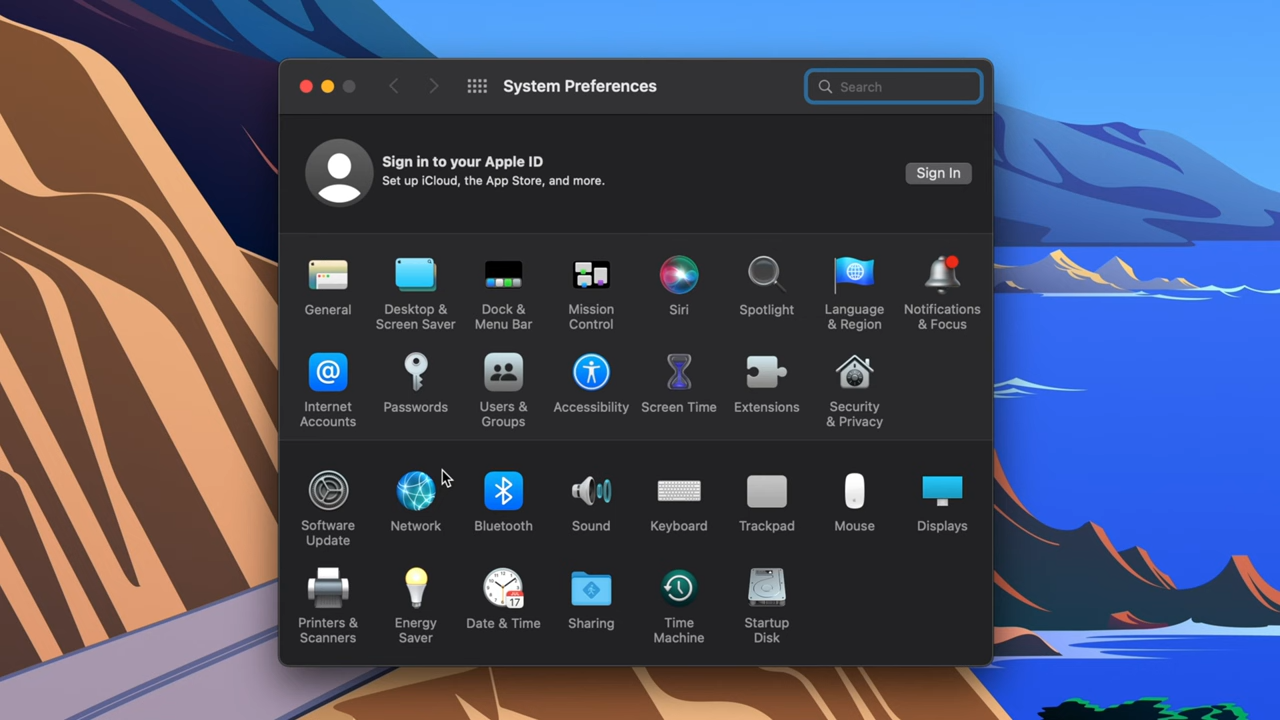 System Preferences
Search
Sign in to your Apple ID
Set up iCloud, the App Store, and more.
Sign In
General
Desktop &
Screen Saver
Dock &
Menu Bar
Mission
Control
Siri
Spotlight
Language
& Region
Notifications
& Focus
@
Internet
Accounts
Passwords
Users &
Groups
Accessibility
Screen Time
Extensions
Security
& Privacy
Software
Update
Network
Bluetooth
Sound
Keyboard
Trackpad
Mouse
Displays
Printers &
Scanners
Energy
Saver
JUL
17
Date & Time
Sharing
Time
Machine
Startup
Disk